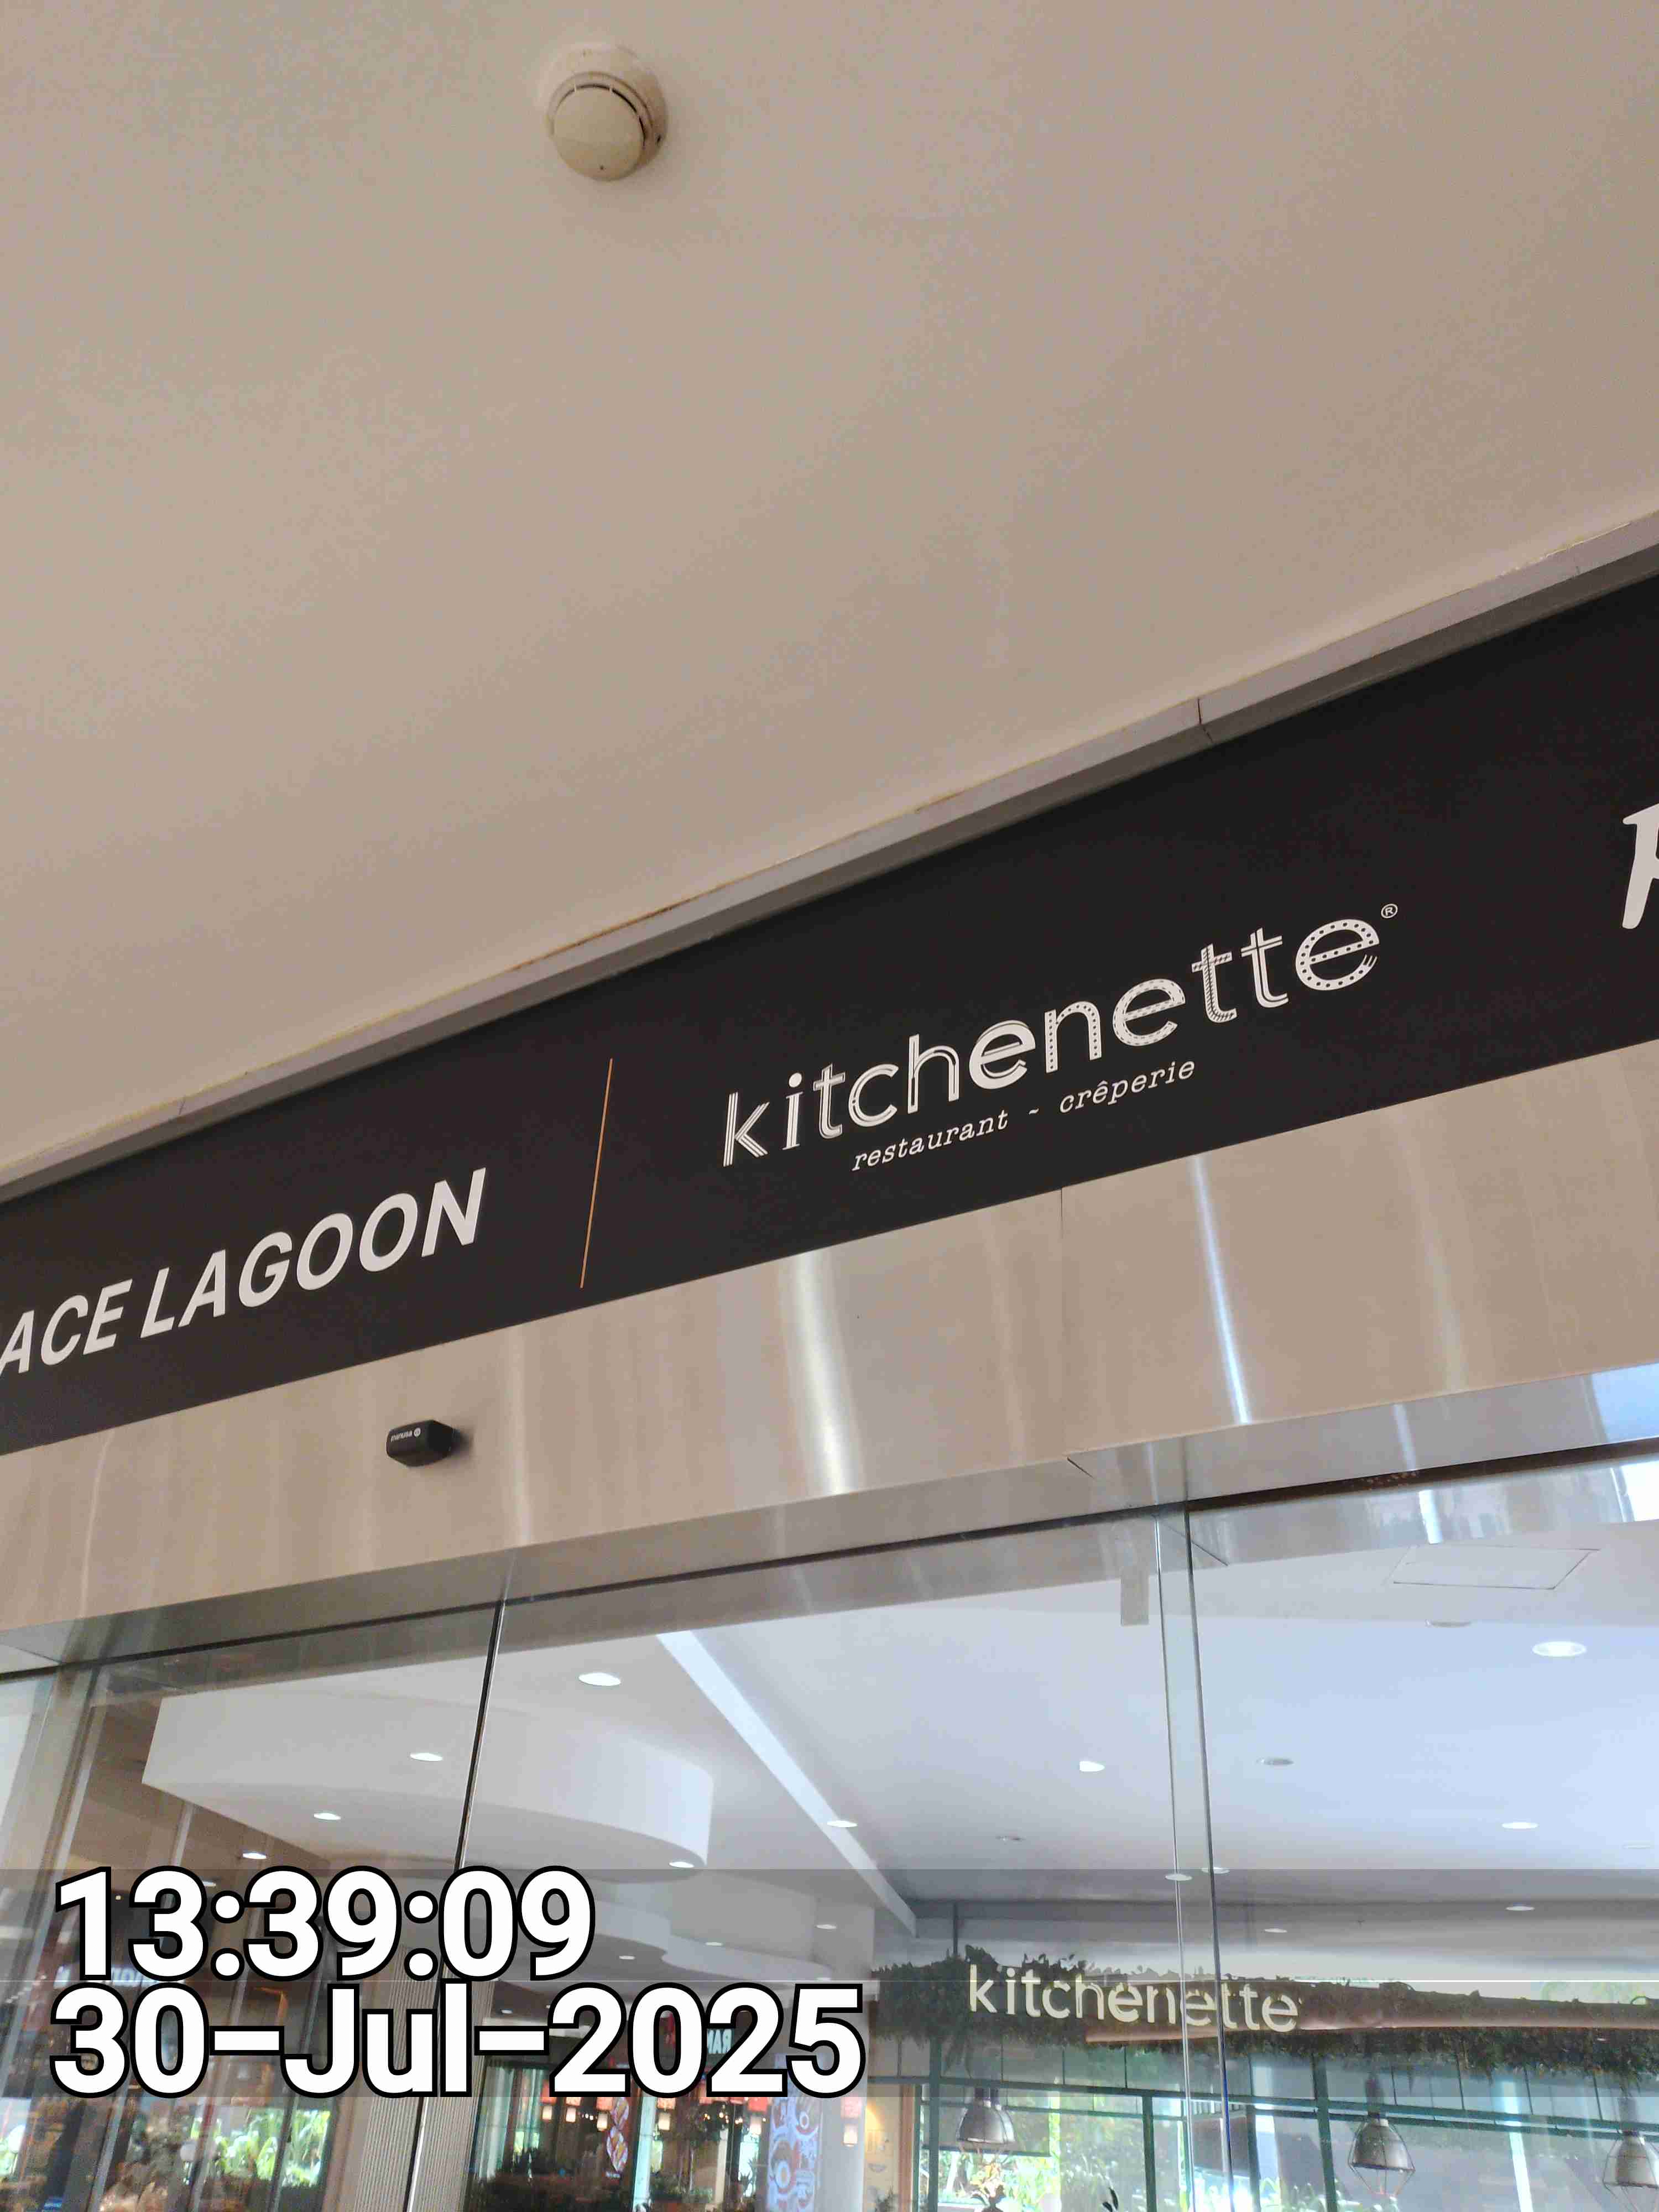 ACE LAGOON
kitchenette®
restaurant ~ crêperie
kitchenette
13:39:09
30-Jul-2025